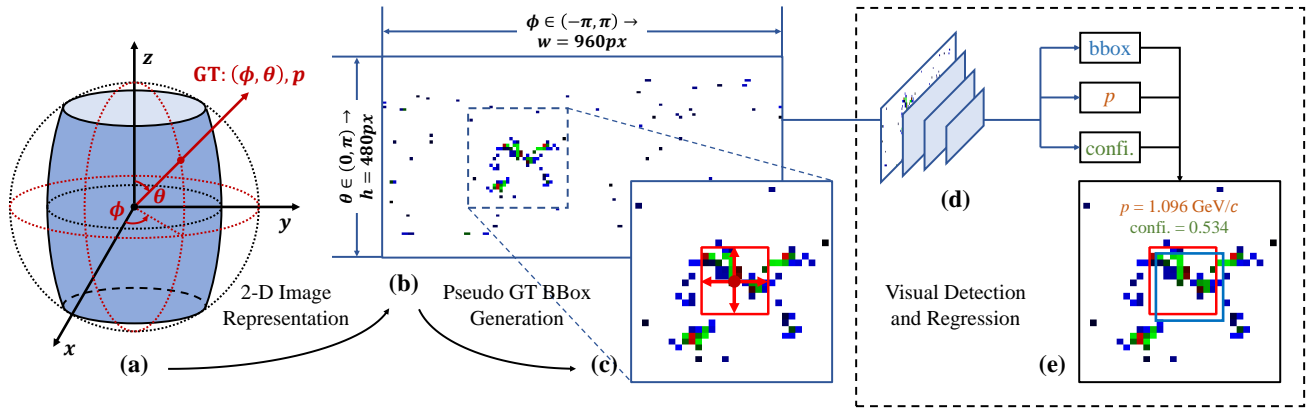 z
GT: (ϕ, θ), p
θ
ϕ
y
x
(a)
2-D Image
Representation
ϕ ∈ (−π, π) →
w = 960px
θ ∈ (0, π) →
h = 480px
(b)
Pseudo GT BBox
Generation
(c)
(d)
bbox
p
confi.
Visual Detection
and Regression
p = 1.096 GeV/c
confi. = 0.534
(e)